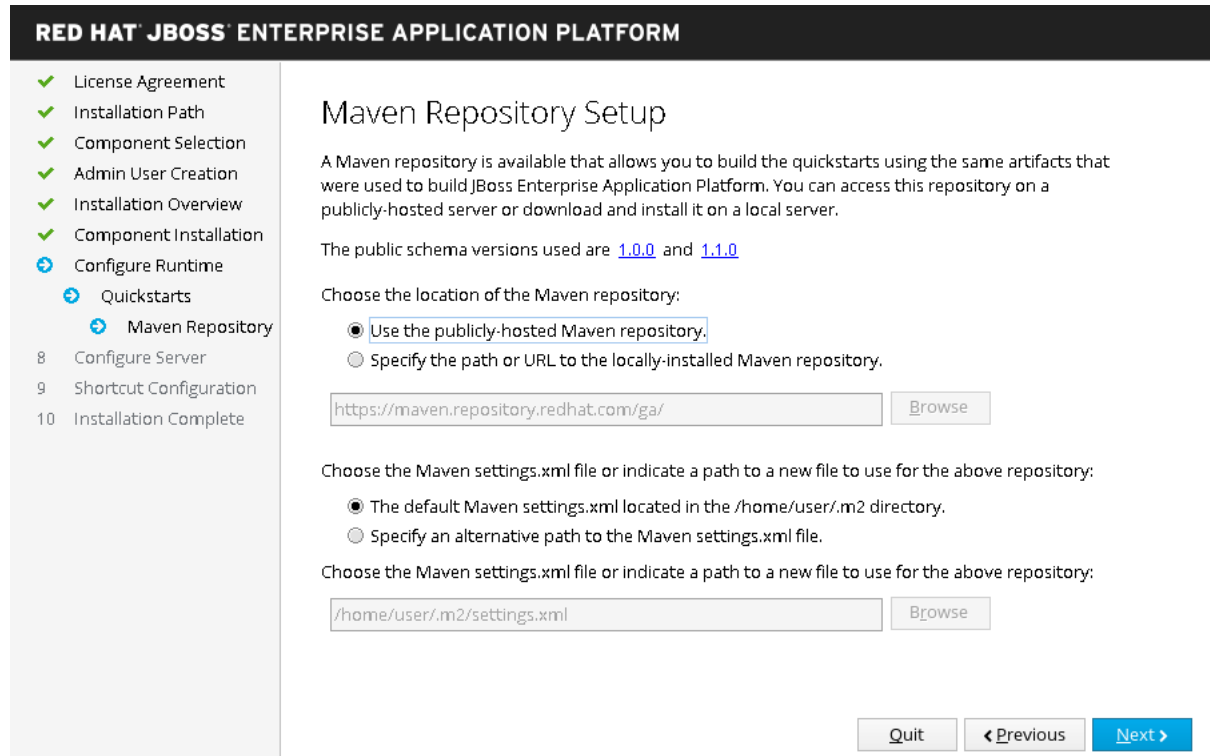 RED HAT® JBOSS® ENTERPRISE APPLICATION PLATFORM
License Agreement
Installation Path
Component Selection
Admin User Creation
Installation Overview
Component Installation
Configure Runtime
Quickstarts
Maven Repository
8 Configure Server
9 Shortcut Configuration
10 Installation Complete
Maven Repository Setup
A Maven repository is available that allows you to build the quickstarts using the same artifacts that
were used to build JBoss Enterprise Application Platform. You can access this repository on a
publicly-hosted server or download and install it on a local server.
The public schema versions used are 1.0.0 and 1.1.0
Choose the location of the Maven repository:
Use the publicly-hosted Maven repository.
Specify the path or URL to the locally-installed Maven repository.
https://maven.repository.redhat.com/ga/ Browse
Choose the Maven settings.xml file or indicate a path to a new file to use for the above repository:
The default Maven settings.xml located in the /home/user/.m2 directory.
Specify an alternative path to the Maven settings.xml file.
Choose the Maven settings.xml file or indicate a path to a new file to use for the above repository:
/home/user/.m2/settings.xml Browse
Quit Previous Next